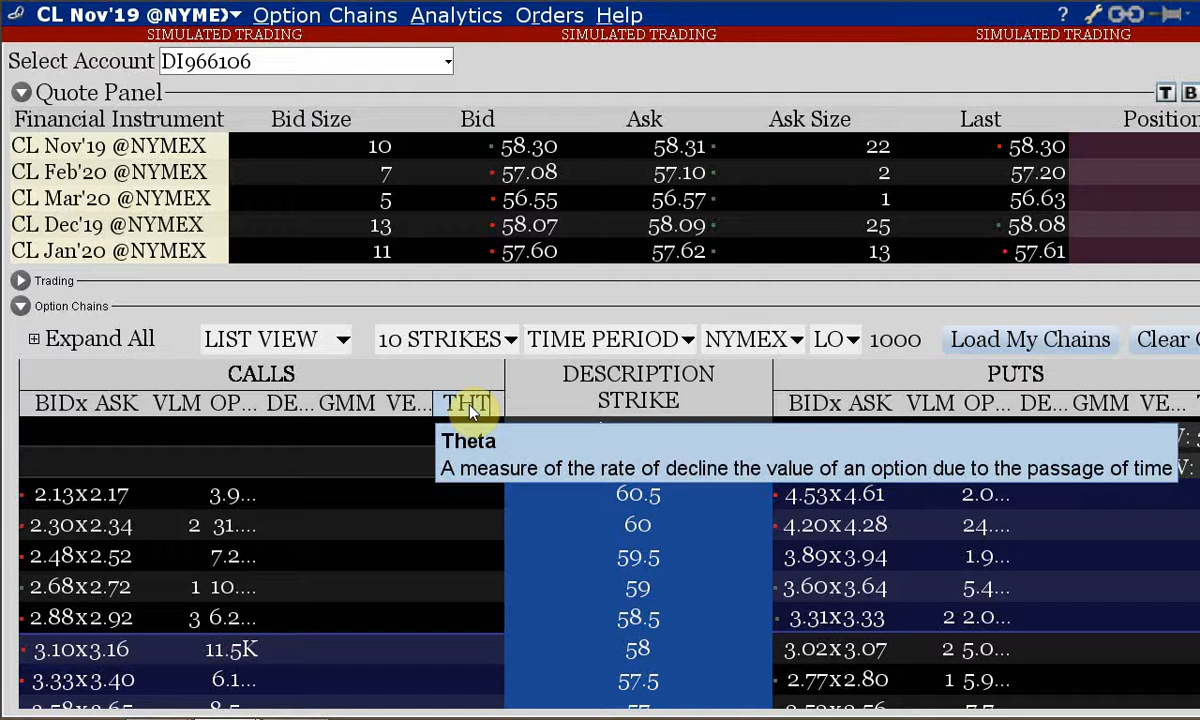 CL Nov'19 @NYMEX) Option Chains Analytics Orders Help ?
SIMULATED TRADING SIMULATED TRADING SIMULATED TRADING
Select Account DI966106
Quote Panel T B
Financial Instrument Bid Size Bid Ask Ask Size Last Position
CL Nov'19 @NYMEX 10 58.30 58.31 22 58.30
CL Feb'20 @NYMEX 7 57.08 57.10 2 57.20
CL Mar'20 @NYMEX 5 56.55 56.57 1 56.63
CL Dec'19 @NYMEX 13 58.07 58.09 25 58.08
CL Jan'20 @NYMEX 11 57.60 57.62 13 57.61
Trading
Option Chains
Expand All LIST VIEW 10 STRIKES TIME PERIOD NYMEX LO 1000 Load My Chains Clear
CALLS DESCRIPTION PUTS
BIDx ASK VLM OP... DE... GMM VE... THT STRIKE BIDx ASK VLM OP... DE... GMM VE...
Theta
A measure of the rate of decline the value of an option due to the passage of time
2.13x2.17 3.9... 60.5 4.53x4.61 2.0...
2.30x2.34 2 31.... 60 4.20x4.28 24....
2.48x2.52 7.2... 59.5 3.89x3.94 1.9...
2.68x2.72 1 10.... 59 3.60x3.64 5.4...
2.88x2.92 3 6.2... 58.5 3.31x3.33 2 2.0...
3.10x3.16 11.5K 58 3.02x3.07 2 5.0...
3.33x3.40 6.1... 57.5 2.77x2.80 1 5.9...